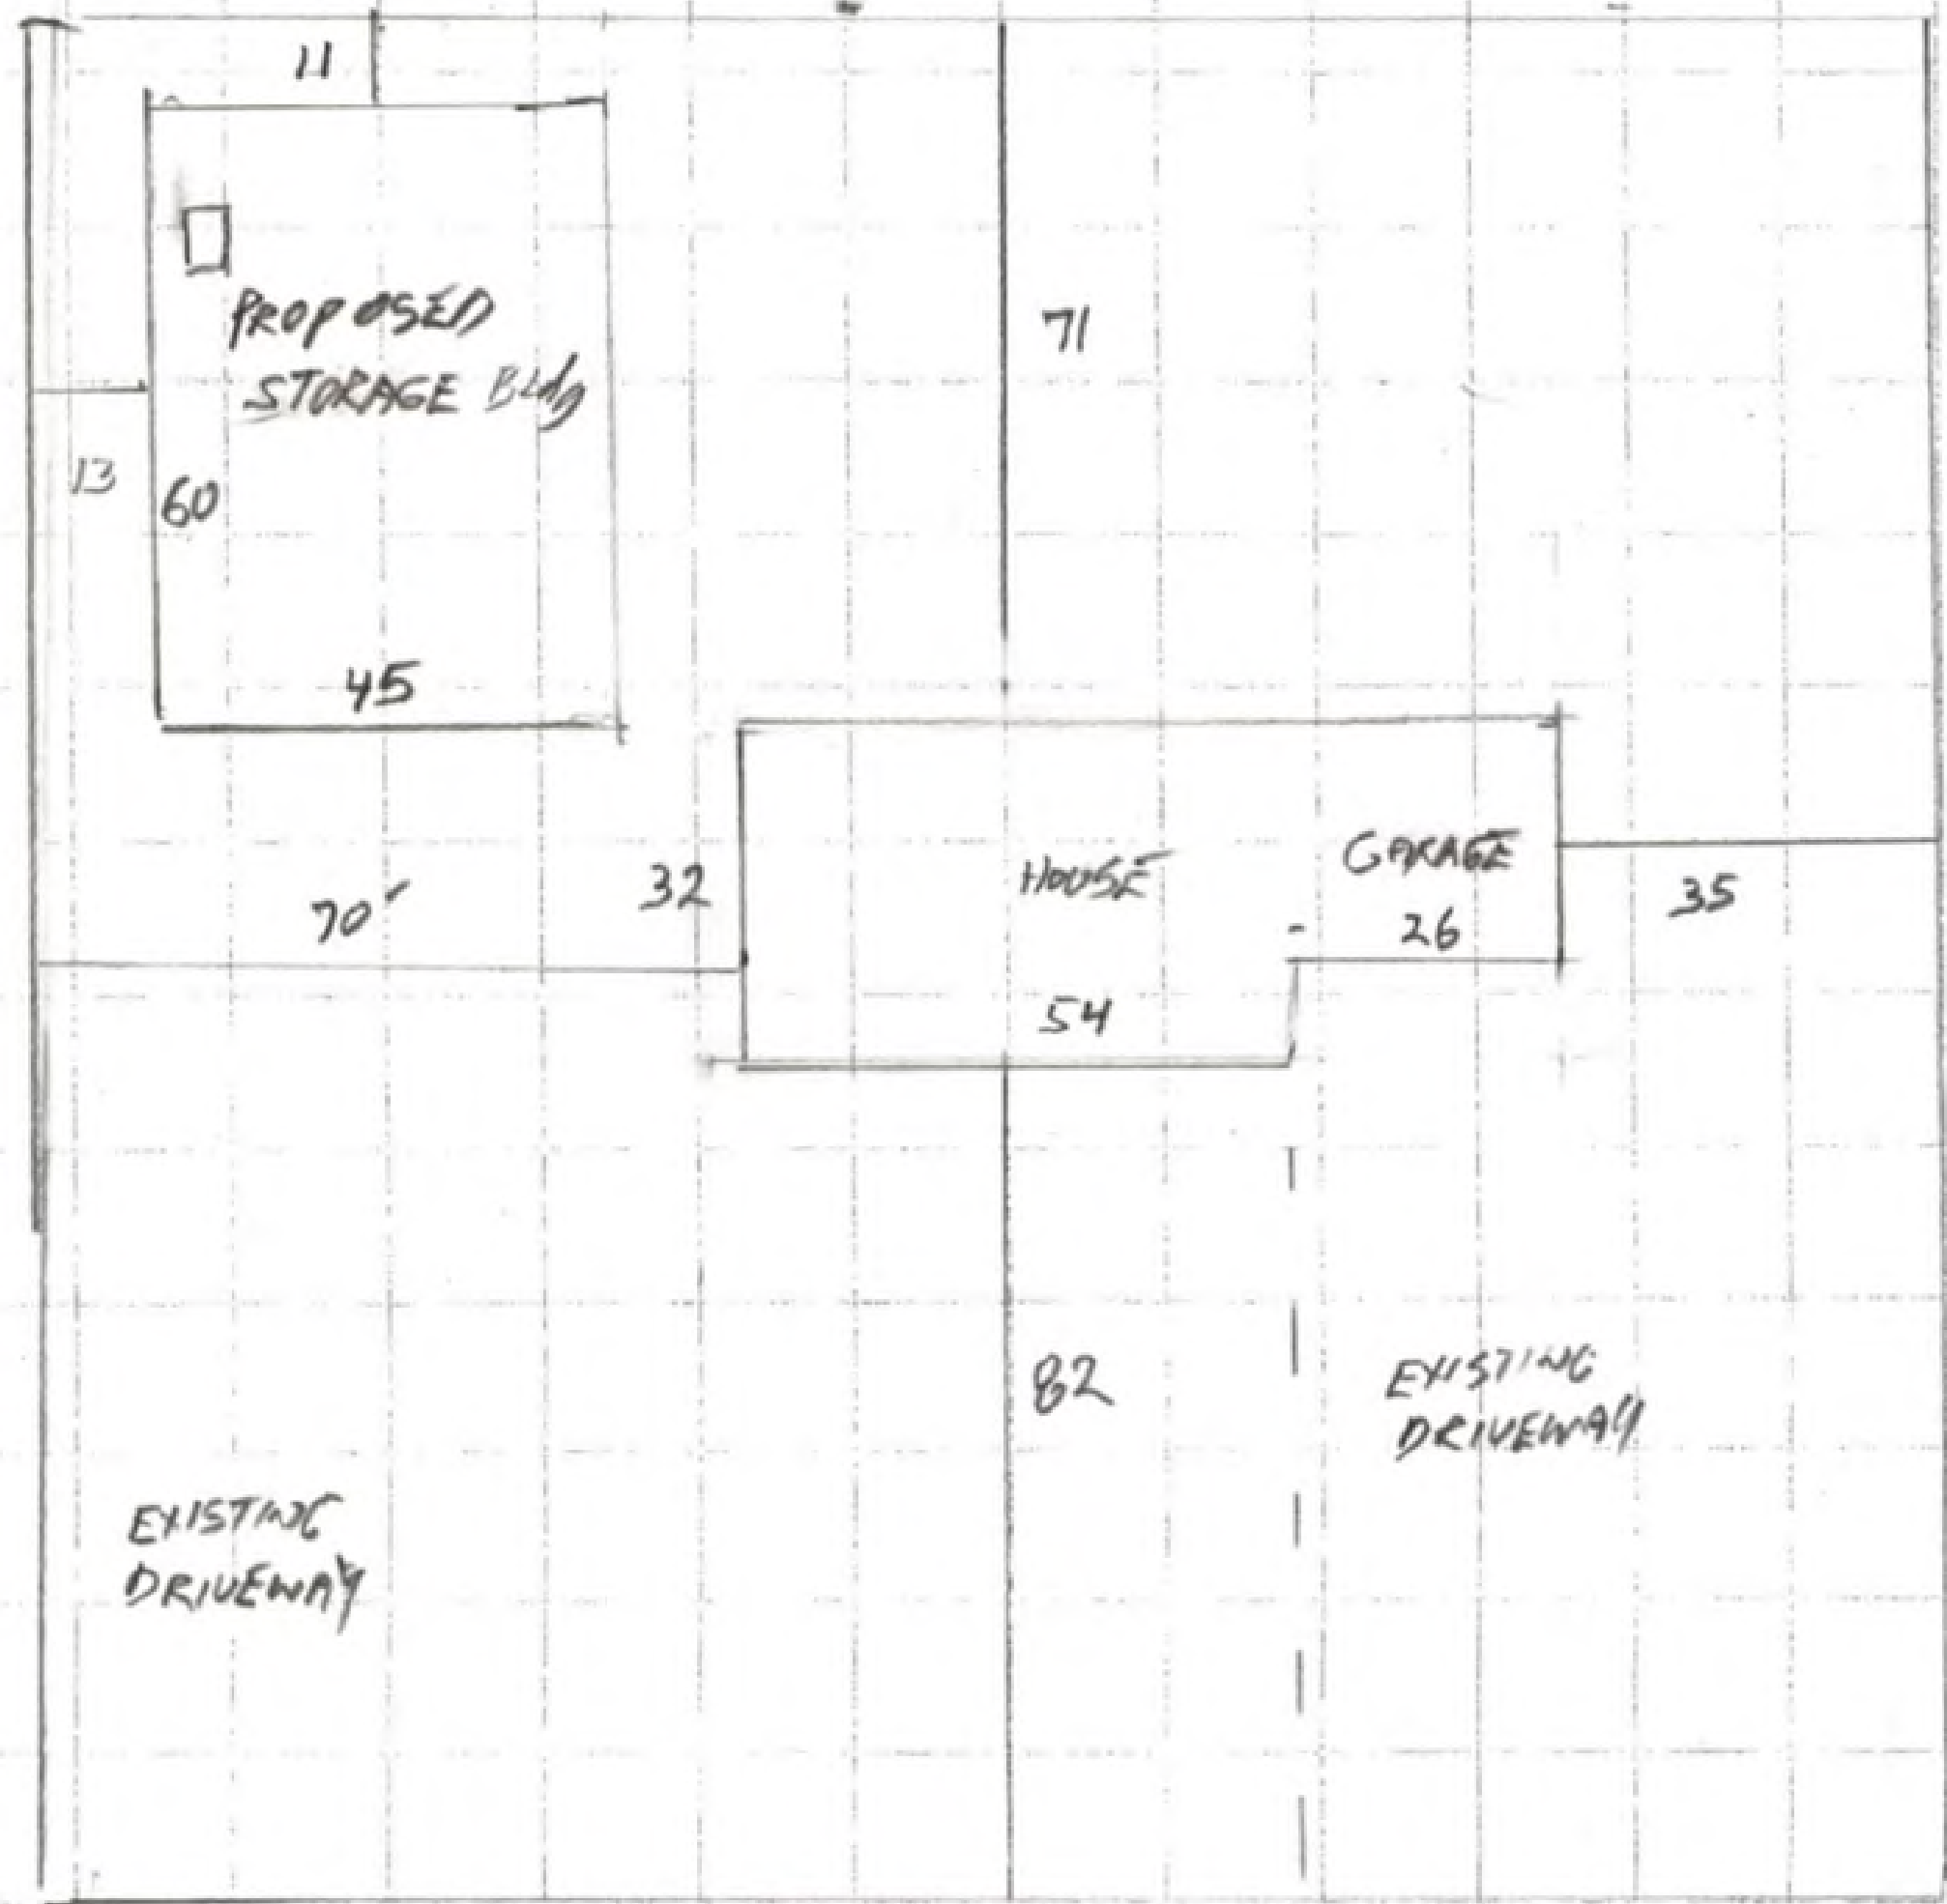 11
PROPOSED
STORAGE Bldg
71
13
60
45
HOUSE
GARAGE
32
70'
26
35
54
82
EXISTING
DRIVEWAY
EXISTING
DRIVEWAY